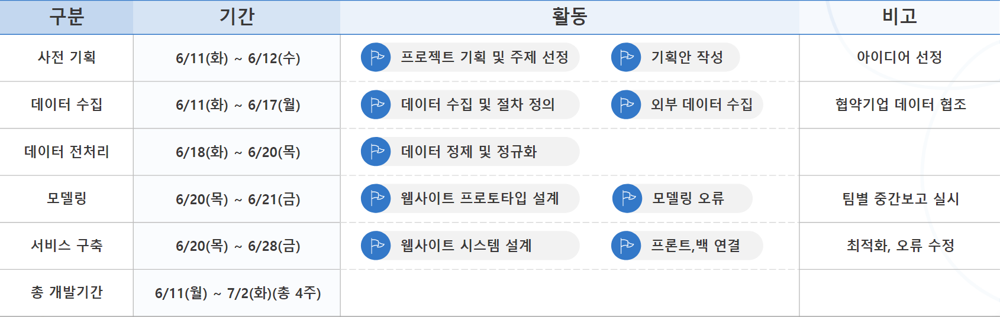 구분 기간 활동 비고
사전 기획 6/11(화) ~ 6/12(수) 프로젝트 기획 및 주제 선정 기획안 작성 아이디어 선정
데이터 수집 6/11(화) ~ 6/17(월) 데이터 수집 및 절차 정의 외부 데이터 수집 협약기업 데이터 협조
데이터 전처리 6/18(화) ~ 6/20(목) 데이터 정제 및 정규화
모델링 6/20(목) ~ 6/21(금) 웹사이트 프로토타입 설계 모델링 오류 팀별 중간보고 실시
서비스 구축 6/20(목) ~ 6/28(금) 웹사이트 시스템 설계 프론트,백 연결 최적화, 오류 수정
총 개발기간 6/11(월) ~ 7/2(화)(총 4주)